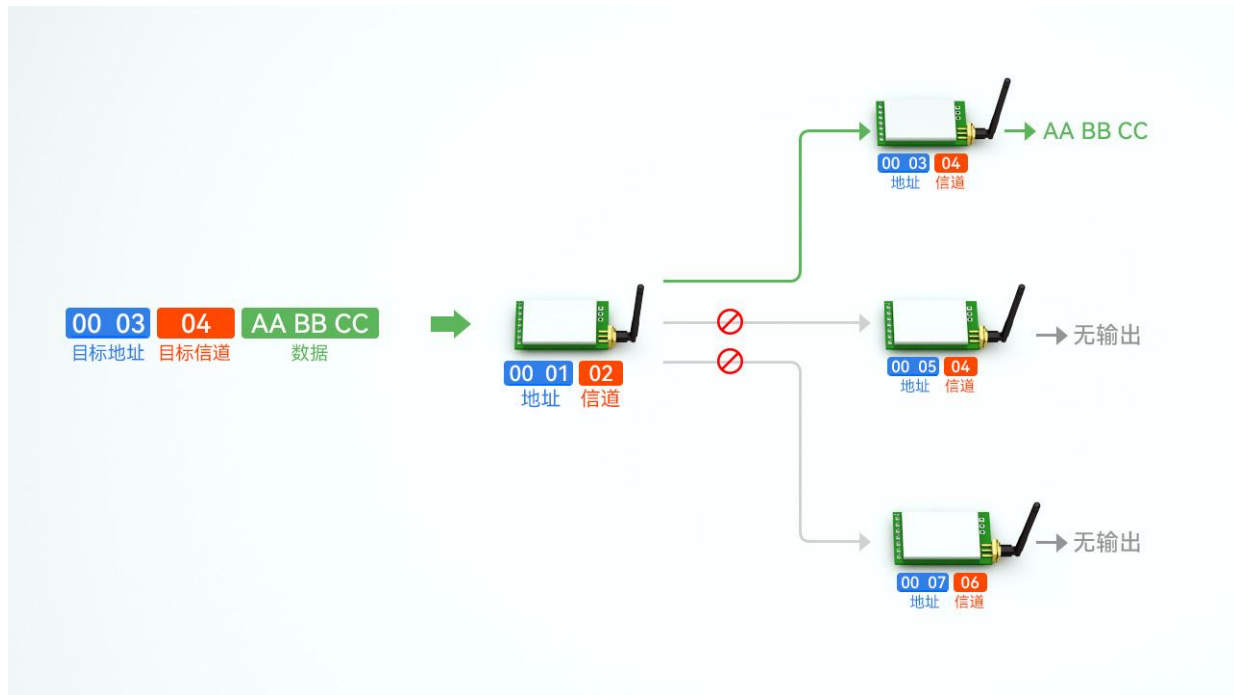 AA BB CC
00 03 04
地址 信道
00 03 04 AA BB CC
目标地址 目标信道 数据
00 01 02
地址 信道
无输出
00 05 04
地址 信道
无输出
00 07 06
地址 信道